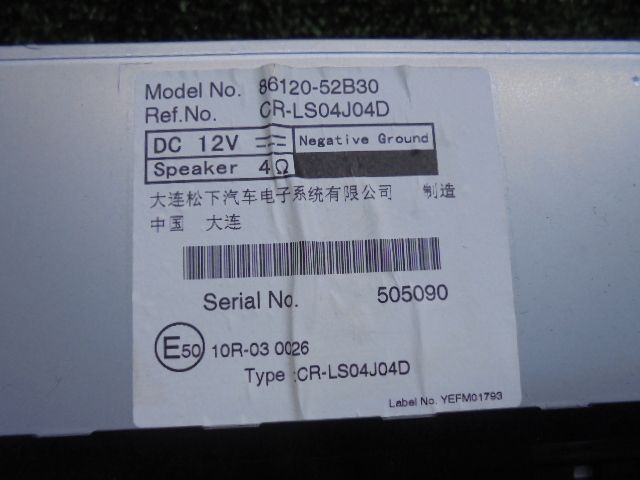 Model No. 86120-52B30
Ref.No. CR-LS04J04D
DC 12V ⎓ Negative Ground
Speaker 4Ω
大连松下汽车电子系统有限公司 制造
中国 大连
Serial No. 505090
E50 10R-03 0026
Type :CR-LS04J04D
Label No. YEFM01793